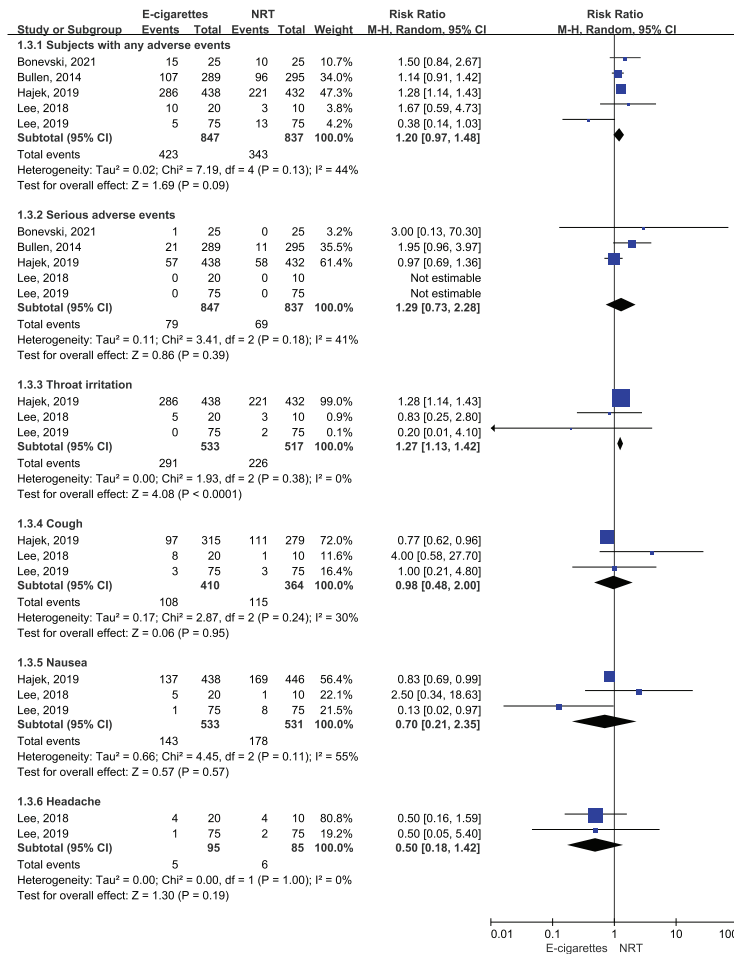 E-cigarettes NRT Risk Ratio Risk Ratio
Study or Subgroup Events Total Events Total Weight M-H, Random, 95% CI M-H, Random, 95% CI
1.3.1 Subjects with any adverse events
Bonevski, 2021 15 25 10 25 10.7% 1.50 [0.84, 2.67]
Bullen, 2014 107 289 96 295 34.0% 1.14 [0.91, 1.42]
Hajek, 2019 286 438 221 432 47.3% 1.28 [1.14, 1.43]
Lee, 2018 10 20 3 10 3.8% 1.67 [0.59, 4.73]
Lee, 2019 5 75 13 75 4.2% 0.38 [0.14, 1.03]
Subtotal (95% CI) 847 837 100.0% 1.20 [0.97, 1.48]
Total events 423 343
Heterogeneity: Tau² = 0.02; Chi² = 7.19, df = 4 (P = 0.13); I² = 44%
Test for overall effect: Z = 1.69 (P = 0.09)
1.3.2 Serious adverse events
Bonevski, 2021 1 25 0 25 3.2% 3.00 [0.13, 70.30]
Bullen, 2014 21 289 11 295 35.5% 1.95 [0.96, 3.97]
Hajek, 2019 57 438 58 432 61.4% 0.97 [0.69, 1.36]
Lee, 2018 0 20 0 10 Not estimable
Lee, 2019 0 75 0 75 Not estimable
Subtotal (95% CI) 847 837 100.0% 1.29 [0.73, 2.28]
Total events 79 69
Heterogeneity: Tau² = 0.11; Chi² = 3.41, df = 2 (P = 0.18); I² = 41%
Test for overall effect: Z = 0.86 (P = 0.39)
1.3.3 Throat irritation
Hajek, 2019 286 438 221 432 99.0% 1.28 [1.14, 1.43]
Lee, 2018 5 20 3 10 0.9% 0.83 [0.25, 2.80]
Lee, 2019 0 75 2 75 0.1% 0.20 [0.01, 4.10]
Subtotal (95% CI) 533 517 100.0% 1.27 [1.13, 1.42]
Total events 291 226
Heterogeneity: Tau² = 0.00; Chi² = 1.93, df = 2 (P = 0.38); I² = 0%
Test for overall effect: Z = 4.08 (P < 0.0001)
1.3.4 Cough
Hajek, 2019 97 315 111 279 72.0% 0.77 [0.62, 0.96]
Lee, 2018 8 20 1 10 11.6% 4.00 [0.58, 27.70]
Lee, 2019 3 75 3 75 16.4% 1.00 [0.21, 4.80]
Subtotal (95% CI) 410 364 100.0% 0.98 [0.48, 2.00]
Total events 108 115
Heterogeneity: Tau² = 0.17; Chi² = 2.87, df = 2 (P = 0.24); I² = 30%
Test for overall effect: Z = 0.06 (P = 0.95)
1.3.5 Nausea
Hajek, 2019 137 438 169 446 56.4% 0.83 [0.69, 0.99]
Lee, 2018 5 20 1 10 22.1% 2.50 [0.34, 18.63]
Lee, 2019 1 75 8 75 21.5% 0.13 [0.02, 0.97]
Subtotal (95% CI) 533 531 100.0% 0.70 [0.21, 2.35]
Total events 143 178
Heterogeneity: Tau² = 0.66; Chi² = 4.45, df = 2 (P = 0.11); I² = 55%
Test for overall effect: Z = 0.57 (P = 0.57)
1.3.6 Headache
Lee, 2018 4 20 4 10 80.8% 0.50 [0.16, 1.59]
Lee, 2019 1 75 2 75 19.2% 0.50 [0.05, 5.40]
Subtotal (95% CI) 95 85 100.0% 0.50 [0.18, 1.42]
Total events 5 6
Heterogeneity: Tau² = 0.00; Chi² = 0.00, df = 1 (P = 1.00); I² = 0%
Test for overall effect: Z = 1.30 (P = 0.19)
0.01 0.1 1 10 100
E-cigarettes NRT